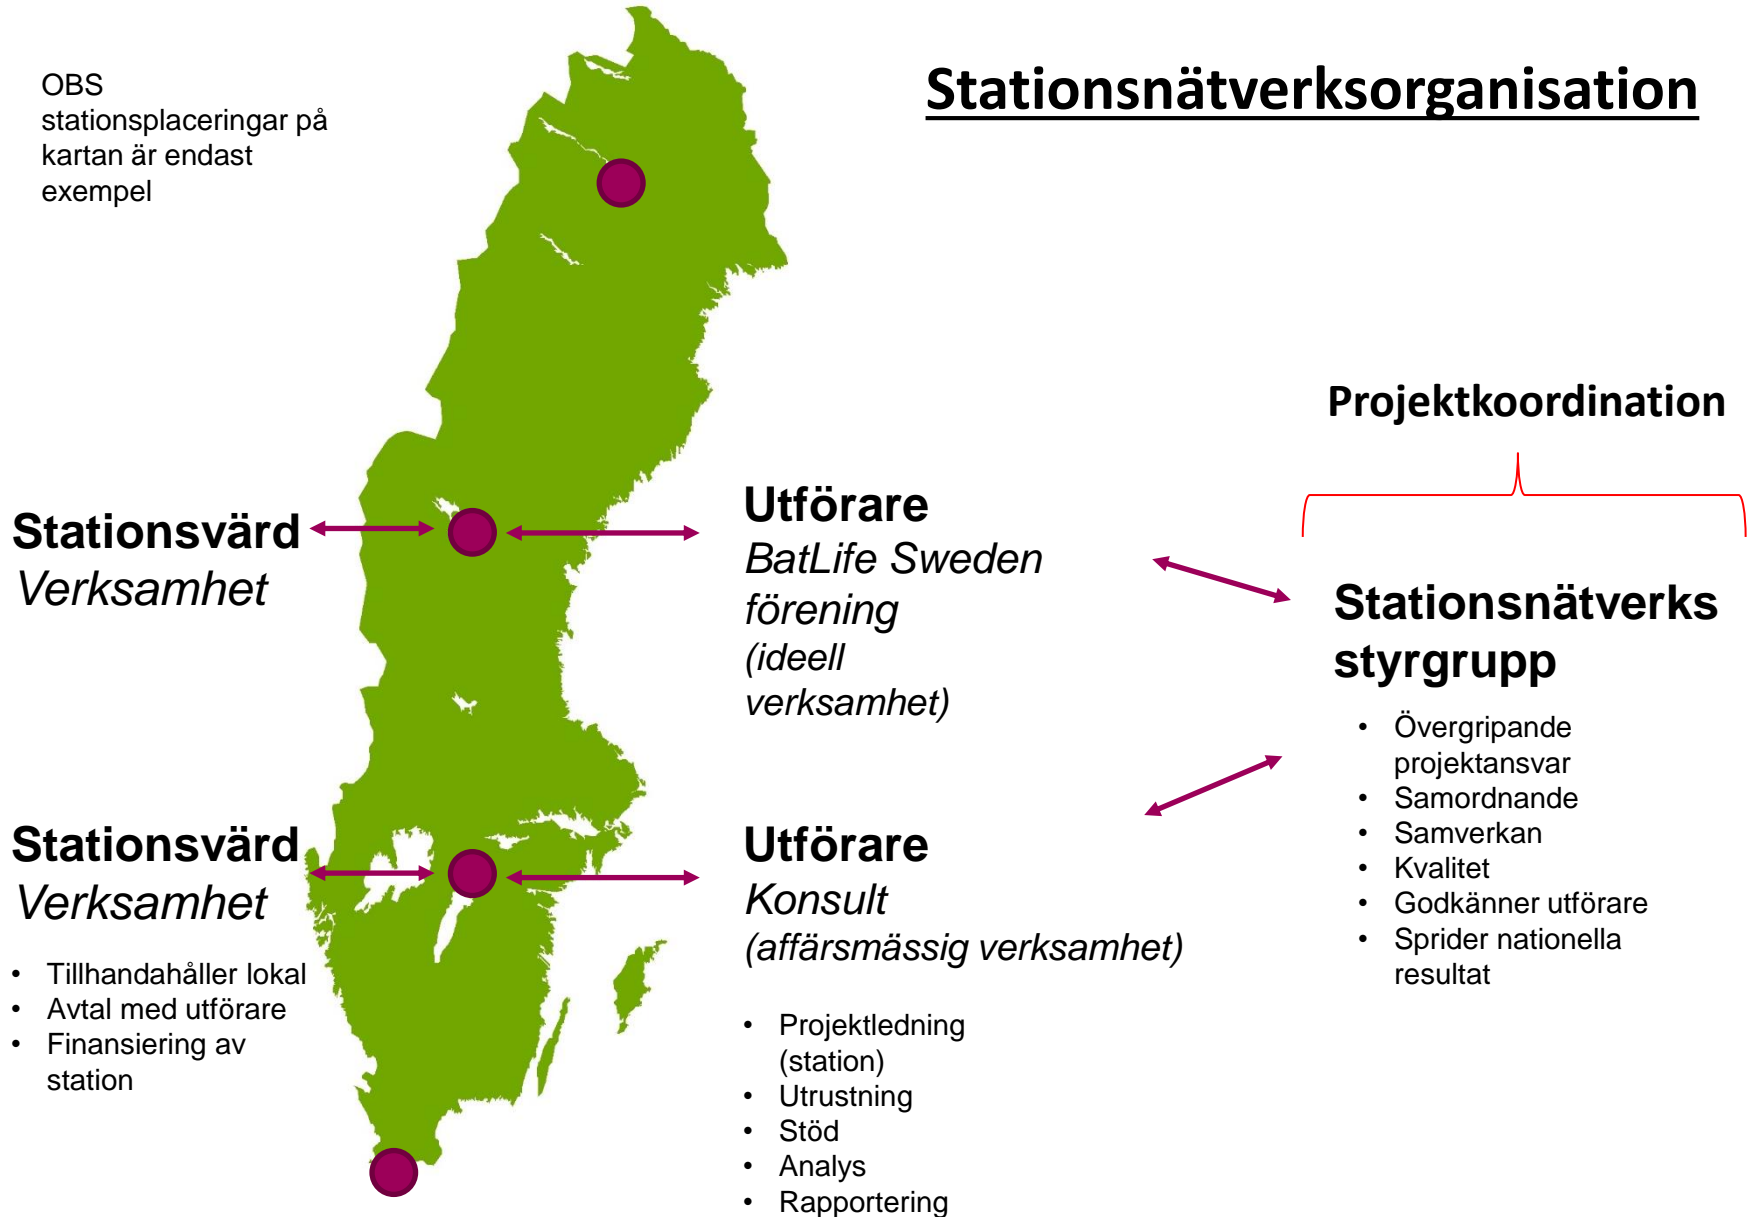 OBS
stationsplaceringar på
kartan är endast
exempel
Stationsnätverksorganisation
Stationsvärd
Verksamhet
Utförare
BatLife Sweden
förening
(ideell
verksamhet)
Projektkoordination
Stationsnätverks
styrgrupp
• Övergripande
projektansvar
• Samordnande
• Samverkan
• Kvalitet
• Godkänner utförare
• Sprider nationella
resultat
Stationsvärd
Verksamhet
• Tillhandahåller lokal
• Avtal med utförare
• Finansiering av
station
Utförare
Konsult
(affärsmässig verksamhet)
• Projektledning
(station)
• Utrustning
• Stöd
• Analys
• Rapportering